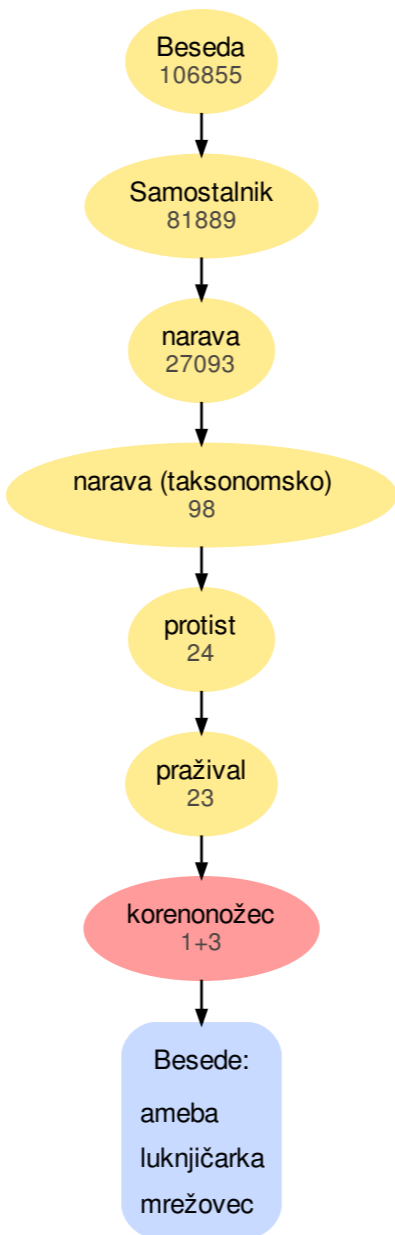 Beseda
106855
Samostalnik
81889
narava
27093
narava (taksonomsko)
98
protist
24
pražival
23
korenonožec
1+3
Besede:
ameba
luknjičarka
mrežovec